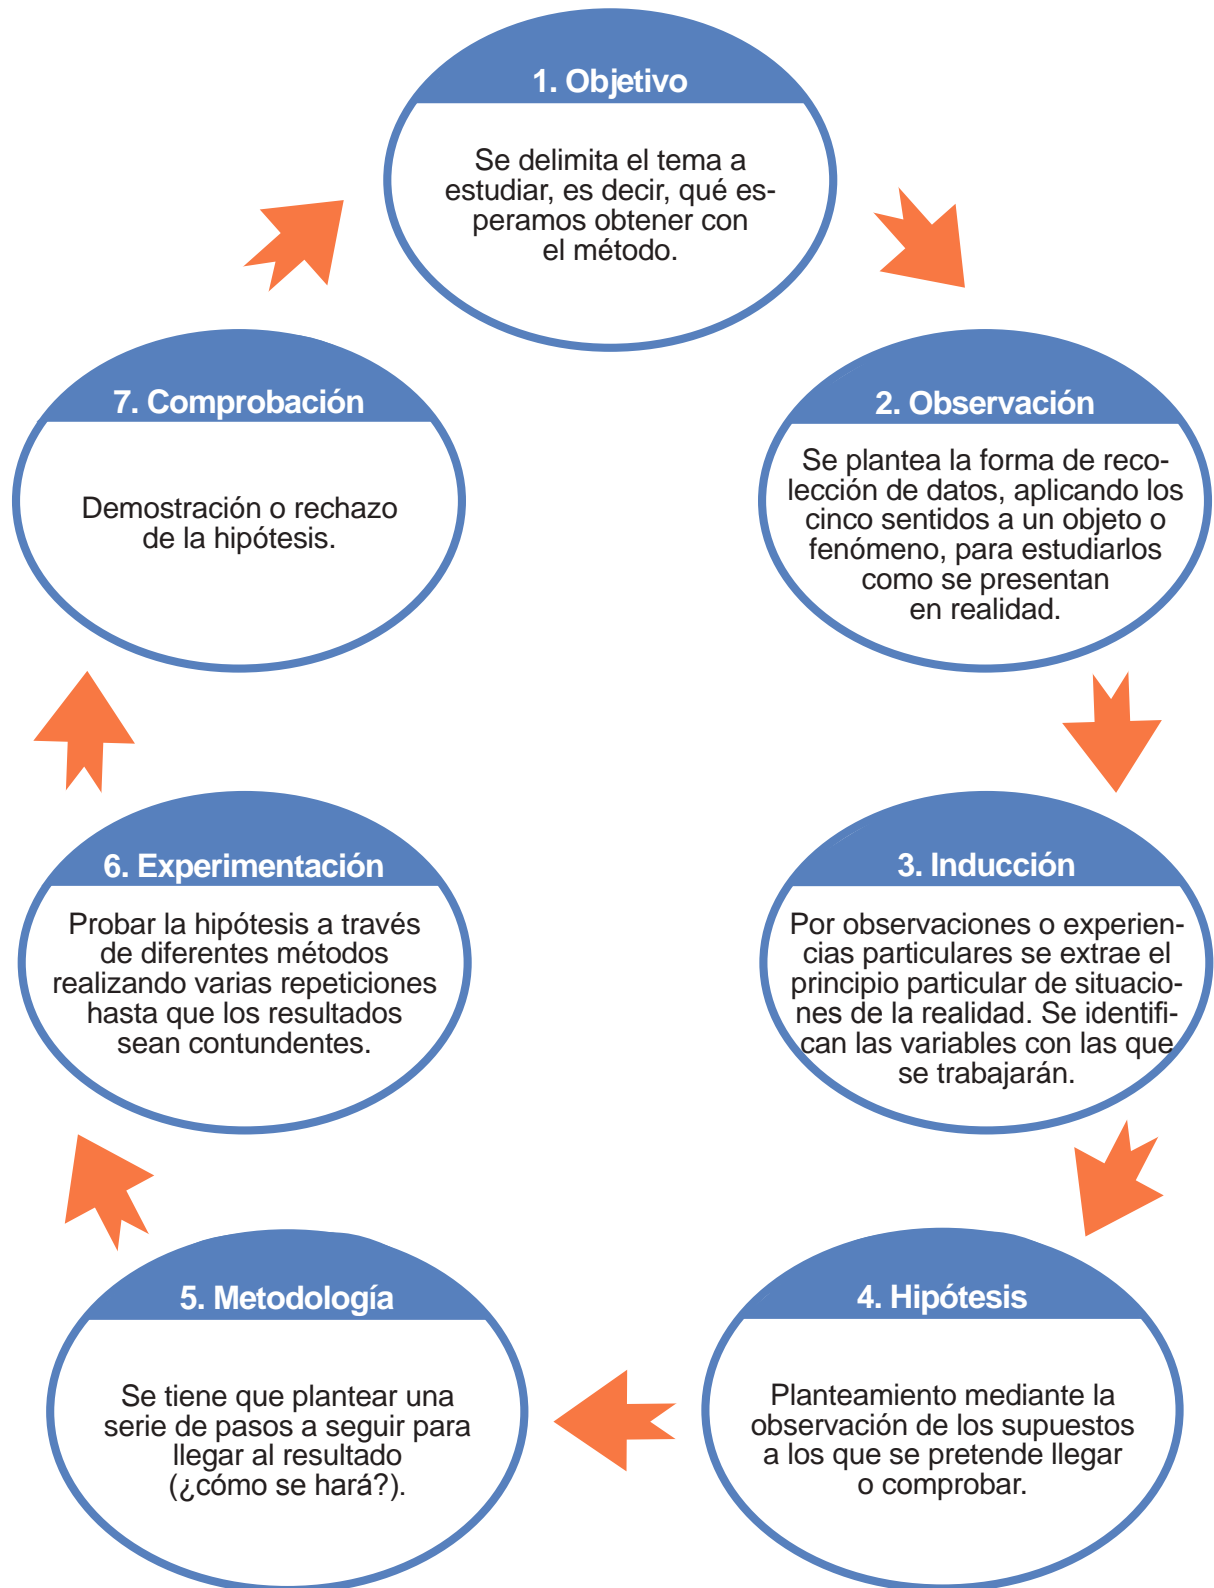 1. Objetivo
Se delimita el tema a
estudiar, es decir, qué es-
peramos obtener con
el método.
2. Observación
Se plantea la forma de reco-
lección de datos, aplicando los
cinco sentidos a un objeto o
fenómeno, para estudiarlos
como se presentan
en realidad.
3. Inducción
Por observaciones o experien-
cias particulares se extrae el
principio particular de situacio-
nes de la realidad. Se identifi-
can las variables con las que
se trabajarán.
4. Hipótesis
Planteamiento mediante la
observación de los supuestos
a los que se pretende llegar
o comprobar.
5. Metodología
Se tiene que plantear una
serie de pasos a seguir para
llegar al resultado
(¿cómo se hará?).
6. Experimentación
Probar la hipótesis a través
de diferentes métodos
realizando varias repeticiones
hasta que los resultados
sean contundentes.
7. Comprobación
Demostración o rechazo
de la hipótesis.